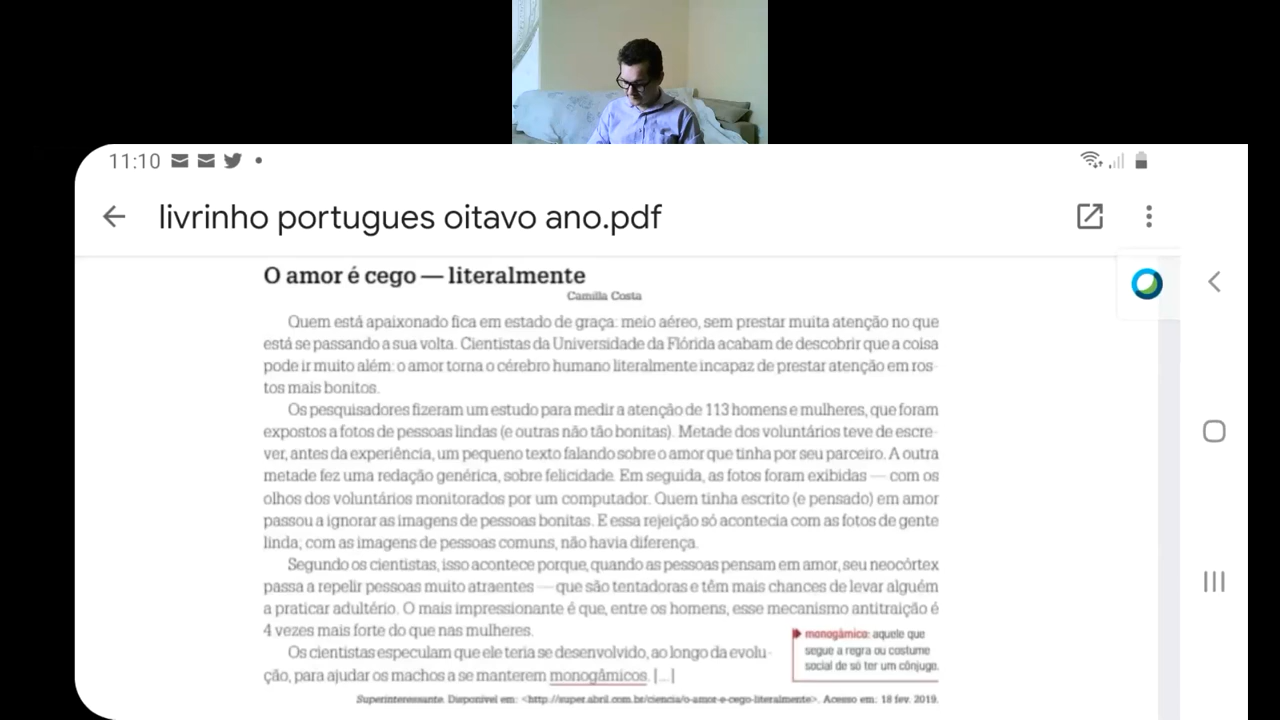 11:10
livrinho portugues oitavo ano.pdf
O amor é cego — literalmente
Camilla Costa
Quem está apaixonado fica em estado de graça: meio aéreo, sem prestar muita atenção no que
está se passando a sua volta. Cientistas da Universidade da Flórida acabam de descobrir que a coisa
pode ir muito além: o amor torna o cérebro humano literalmente incapaz de prestar atenção em ros-
tos mais bonitos.
Os pesquisadores fizeram um estudo para medir a atenção de 113 homens e mulheres, que foram
expostos a fotos de pessoas lindas (e outras não tão bonitas). Metade dos voluntários teve de escre-
ver, antes da experiência, um pequeno texto falando sobre o amor que tinha por seu parceiro. A outra
metade fez uma redação genérica, sobre felicidade. Em seguida, as fotos foram exibidas — com os
olhos dos voluntários monitorados por um computador. Quem tinha escrito (e pensado) em amor
passou a ignorar as imagens de pessoas bonitas. E essa rejeição só acontecia com as fotos de gente
linda; com as imagens de pessoas comuns, não havia diferença.
Segundo os cientistas, isso acontece porque, quando as pessoas pensam em amor, seu neocórtex
passa a repelir pessoas muito atraentes — que são tentadoras e têm mais chances de levar alguém
a praticar adultério. O mais impressionante é que, entre os homens, esse mecanismo antitraição é
4 vezes mais forte do que nas mulheres.
Os cientistas especulam que ele teria se desenvolvido, ao longo da evolu-
ção, para ajudar os machos a se manterem monogâmicos. [...]
monogâmico: aquele que
segue a regra ou costume
social de só ter um cônjuge.
Superinteressante. Disponível em: <http://super.abril.com.br/ciencia/o-amor-e-cego-literalmente>. Acesso em: 18 fev. 2019.